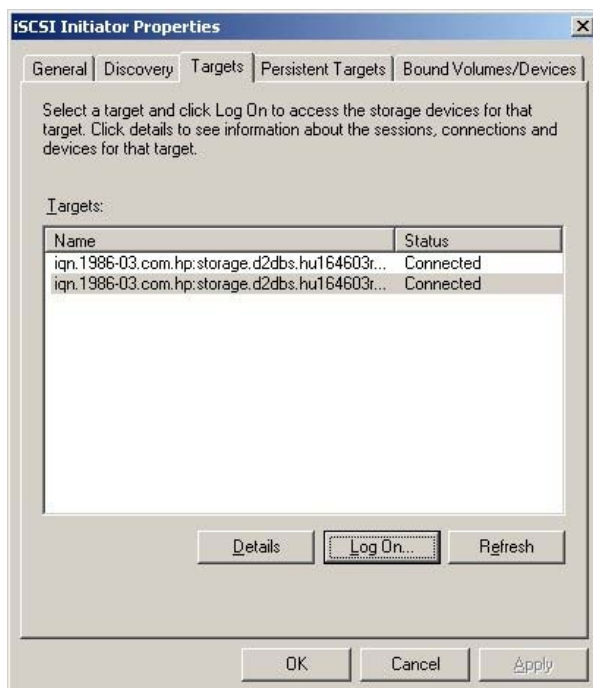 iSCSI Initiator Properties
General Discovery Targets Persistent Targets Bound Volumes/Devices
Select a target and click Log On to access the storage devices for that
target. Click details to see information about the sessions, connections and
devices for that target.
Targets:
Name Status
iqn.1986-03.com.hp:storage.d2dbs.hu164603r... Connected
iqn.1986-03.com.hp:storage.d2dbs.hu164603r... Connected
Details Log On... Refresh
OK Cancel Apply